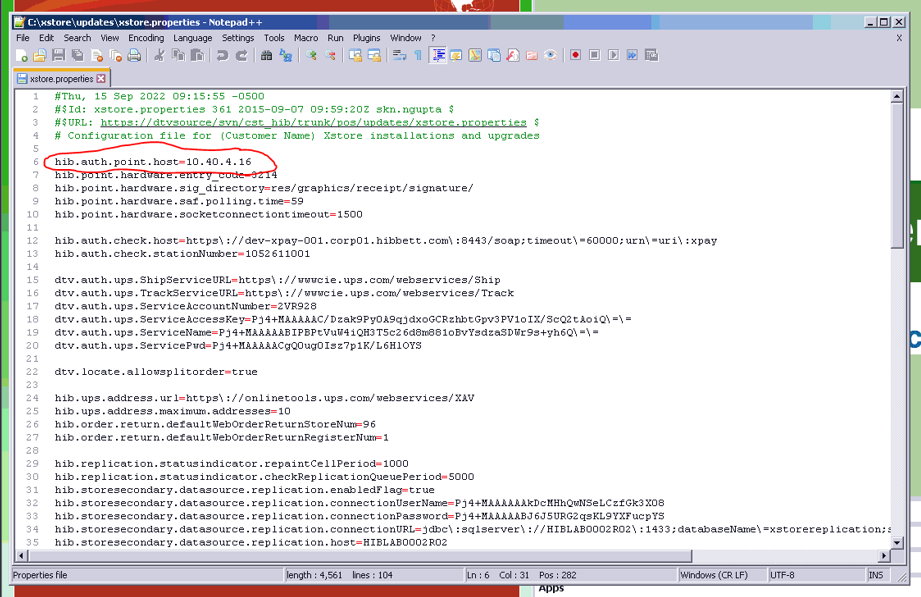 C:\xstore\updates\xstore.properties - Notepad++
File Edit Search View Encoding Language Settings Tools Macro Run Plugins Window ? X
xstore.properties
1 #Thu, 15 Sep 2022 09:15:55 -0500
2 #$Id: xstore.properties 361 2015-09-07 09:59:20Z skn.ngupta $
3 #$URL: https://dtvsource/svn/cst_hib/trunk/pos/updates/xstore.properties $
4 # Configuration file for (Customer Name) Xstore installations and upgrades
5
6 hib.auth.point.host=10.40.4.16
7 hib.point.hardware.entry_code=9214
8 hib.point.hardware.sig_directory=res/graphics/receipt/signature/
9 hib.point.hardware.saf.polling.time=59
10 hib.point.hardware.socketconnectiontimeout=1500
11
12 hib.auth.check.host=https\://dev-xpay-001.corp01.hibbett.com\:8443/soap;timeout\=60000;urn\=uri\:xpay
13 hib.auth.check.stationNumber=1052611001
14
15 dtv.auth.ups.ShipServiceURL=https\://wwwcie.ups.com/webservices/Ship
16 dtv.auth.ups.TrackServiceURL=https\://wwwcie.ups.com/webservices/Track
17 dtv.auth.ups.ServiceAccountNumber=2VR928
18 dtv.auth.ups.ServiceAccessKey=Pj4+MAAAAAC/Dzak9PyOA9qjdxoGCRzhbtGpv3PV1oIX/ScQ2tAoiQ\=\=
19 dtv.auth.ups.ServiceName=Pj4+MAAAAABIPBPtVuW4iQH3T5c26d8m881oBvYsdzaSDWr9s+yh6Q\=\=
20 dtv.auth.ups.ServicePwd=Pj4+MAAAAACgQOugOIsz7p1K/L6HlOYS
21
22 dtv.locate.allowsplitorder=true
23
24 hib.ups.address.url=https\://onlinetools.ups.com/webservices/XAV
25 hib.ups.address.maximum.addresses=10
26 hib.order.return.defaultWebOrderReturnStoreNum=96
27 hib.order.return.defaultWebOrderReturnRegisterNum=1
28
29 hib.replication.statusindicator.repaintCellPeriod=1000
30 hib.replication.statusindicator.checkReplicationQueuePeriod=5000
31 hib.storesecondary.datasource.replication.enabledFlag=true
32 hib.storesecondary.datasource.replication.connectionUserName=Pj4+MAAAAAAkDcMHhQwNSeLCzfGk3X08
33 hib.storesecondary.datasource.replication.connectionPassword=Pj4+MAAAAABJ6J5URG2qsKL9YXFucpYS
34 hib.storesecondary.datasource.replication.connectionURL=jdbc\:sqlserver\://HIBLAB0002R02\:1433;databaseName\=xstorereplication;s
35 hib.storesecondary.datasource.replication.host=HIBLAB0002R02
Properties file length : 4,561 lines : 104 Ln : 6 Col : 31 Pos : 282 Windows (CR LF) UTF-8 INS
Apps